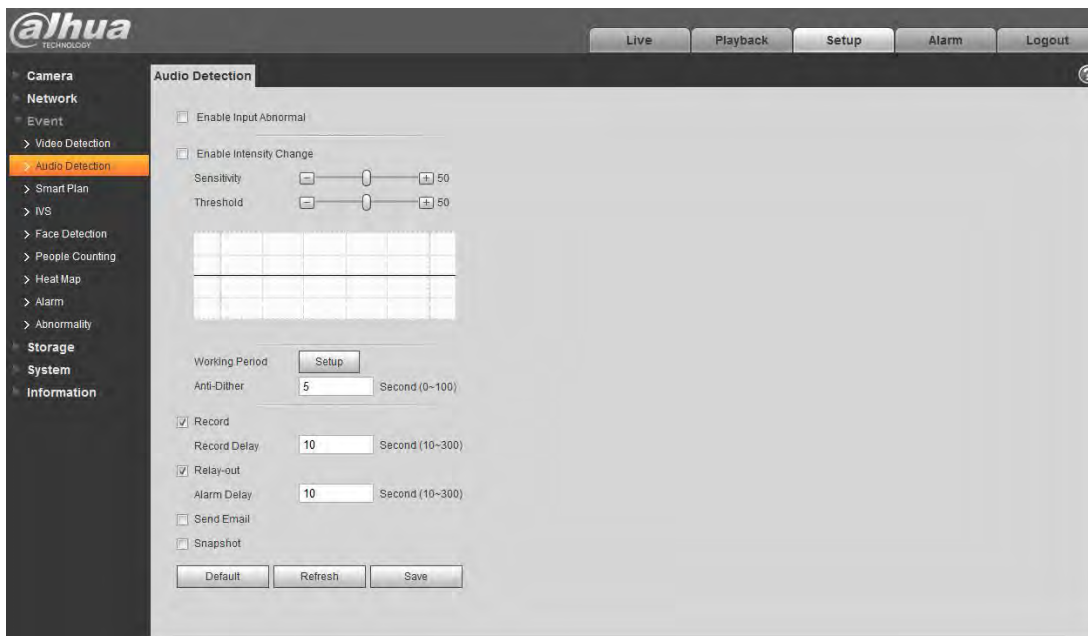 alhua
TECHNOLOGY
Live Playback Setup Alarm Logout
Camera
Network
Event
Video Detection
Audio Detection
Smart Plan
IVS
Face Detection
People Counting
Heat Map
Alarm
Abnormality
Storage
System
Information
Audio Detection
Enable Input Abnormal
Enable Intensity Change
Sensitivity 50
Threshold 50
Working Period Setup
Anti-Dither 5 Second (0~100)
Record
Record Delay 10 Second (10~300)
Relay-out
Alarm Delay 10 Second (10~300)
Send Email
Snapshot
Default Refresh Save